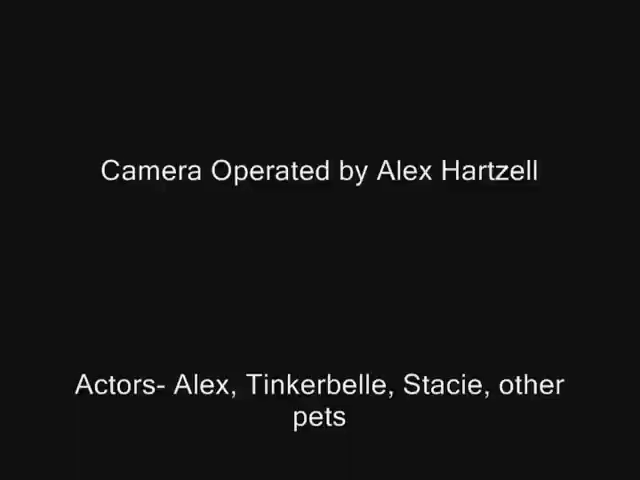 Camera Operated by Alex Hartzell
Actors- Alex, Tinkerbelle, Stacie, other
pets